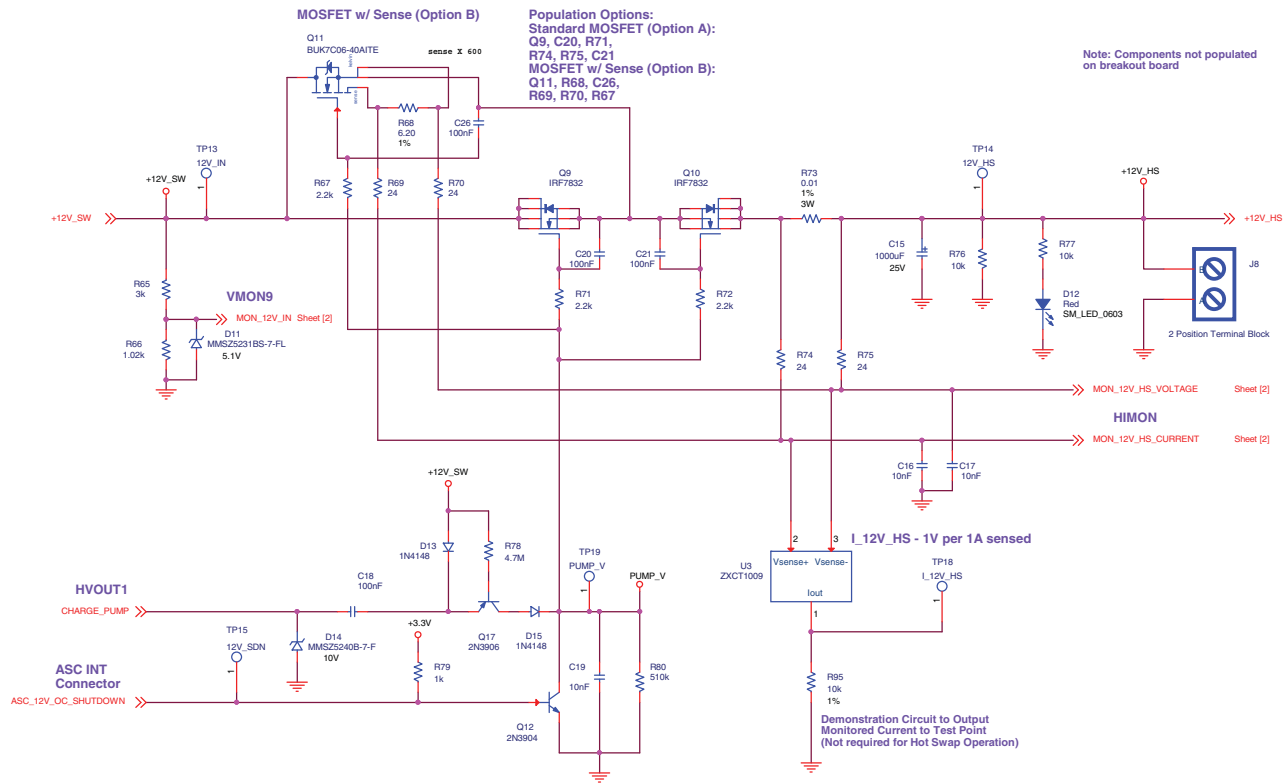 MOSFET w/ Sense (Option B)
Q11
BUK7C06-40AITE
sense X 600
kelvin
sense
Population Options:
Standard MOSFET (Option A):
Q9, C20, R71,
R74, R75, C21
MOSFET w/ Sense (Option B):
Q11, R68, C26,
R69, R70, R67
Note: Components not populated
on breakout board
R68
6.20
1%
C26
100nF
TP13
12V_IN
1
+12V_SW
+12V_SW
R67
2.2k
R69
24
R70
24
Q9
IRF7832
Q10
IRF7832
R73
0.01
1%
3W
TP14
12V_HS
1
+12V_HS
+12V_HS
C20
100nF
C21
100nF
C15
1000uF
25V
R76
10k
R77
10k
J8
B
A
2 Position Terminal Block
D12
Red
SM_LED_0603
R65
3k
VMON9
MON_12V_IN Sheet [2]
R66
1.02k
D11
MMSZ5231BS-7-FL
5.1V
R71
2.2k
R72
2.2k
R74
24
R75
24
MON_12V_HS_VOLTAGE Sheet [2]
HIMON
MON_12V_HS_CURRENT Sheet [2]
C16
10nF
C17
10nF
+12V_SW
D13
1N4148
R78
4.7M
TP19
PUMP_V
1
PUMP_V
I_12V_HS - 1V per 1A sensed
2
3
U3
ZXCT1009
Vsense+
Vsense-
Iout
1
TP18
I_12V_HS
1
C18
100nF
HVOUT1
CHARGE_PUMP
D14
MMSZ5240B-7-F
10V
Q17
2N3906
D15
1N4148
TP15
12V_SDN
1
+3.3V
R79
1k
C19
10nF
R80
510k
R95
10k
1%
ASC INT
Connector
ASC_12V_OC_SHUTDOWN
Q12
2N3904
Demonstration Circuit to Output
Monitored Current to Test Point
(Not required for Hot Swap Operation)